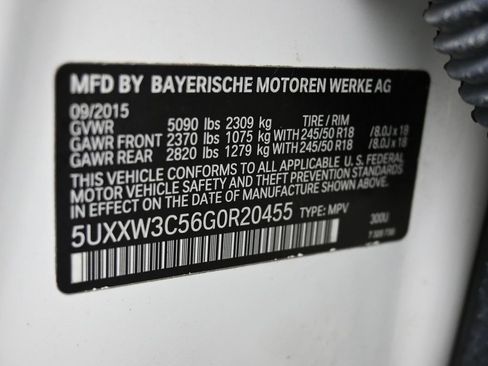 MFD BY BAYERISCHE MOTOREN WERKE AG
09/2015
GVWR 5090 lbs 2309 kg TIRE / RIM
GAWR FRONT 2370 lbs 1075 kg WITH 245/50 R18 /8.0J x 18
GAWR REAR 2820 lbs 1279 kg WITH 245/50 R18 /8.0J x 18
THIS VEHICLE CONFORMS TO ALL APPLICABLE U.S. FEDERAL
MOTOR VEHICLE SAFETY AND THEFT PREVENTION STANDARDS
IN EFFECT ON THE DATE OF MANUFACTURE SHOWN ABOVE.
5UXXW3C56G0R20455 TYPE: MPV 300U